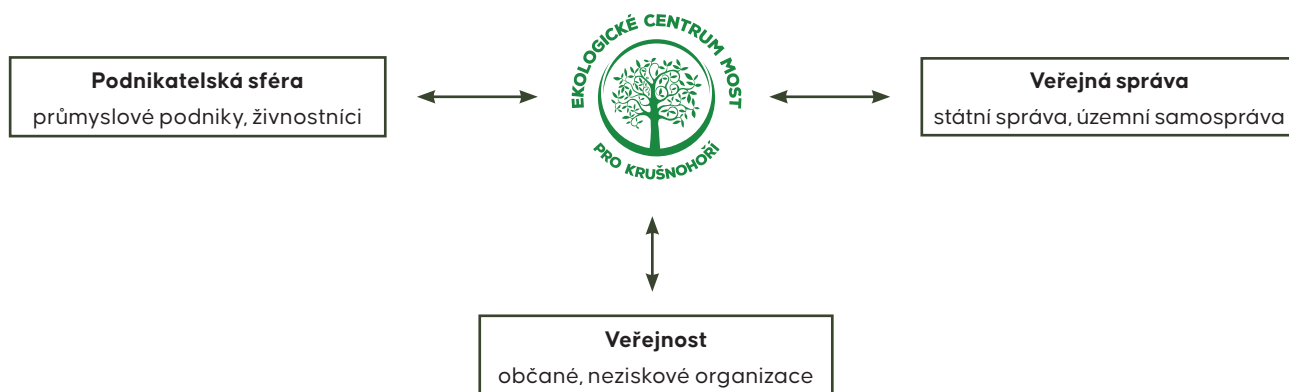 EKOLOGICKÉ CENTRUM MOST
PRO KRUŠNOHOŘÍ
Podnikatelská sféra
průmyslové podniky, živnostníci
Veřejná správa
státní správa, územní samospráva
Veřejnost
občané, neziskové organizace